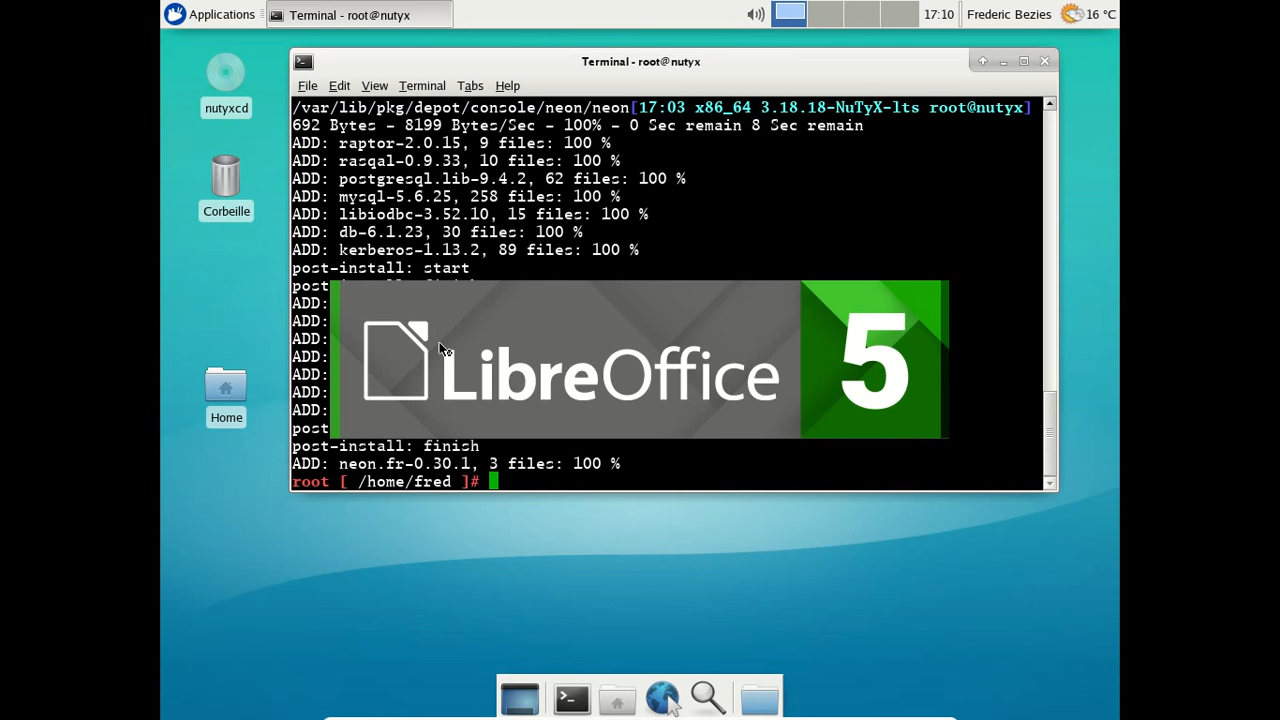 Applications
Terminal - root@nutyx
17:10
Frederic Bezies
16 °C
nutyxcd
Corbeille
Home
Terminal - root@nutyx
File Edit View Terminal Tabs Help
/var/lib/pkg/depot/console/neon/neon[17:03 x86_64 3.18.18-NuTyX-lts root@nutyx]
692 Bytes - 8199 Bytes/Sec - 100% - 0 Sec remain 8 Sec remain
ADD: raptor-2.0.15, 9 files: 100 %
ADD: rasqal-0.9.33, 10 files: 100 %
ADD: postgresql.lib-9.4.2, 62 files: 100 %
ADD: mysql-5.6.25, 258 files: 100 %
ADD: libiodbc-3.52.10, 15 files: 100 %
ADD: db-6.1.23, 30 files: 100 %
ADD: kerberos-1.13.2, 89 files: 100 %
post-install: start
post
ADD:
ADD:
ADD:
ADD:
ADD:
ADD:
ADD:
post
LibreOffice 5
post-install: finish
ADD: neon.fr-0.30.1, 3 files: 100 %
root [ /home/fred ]#